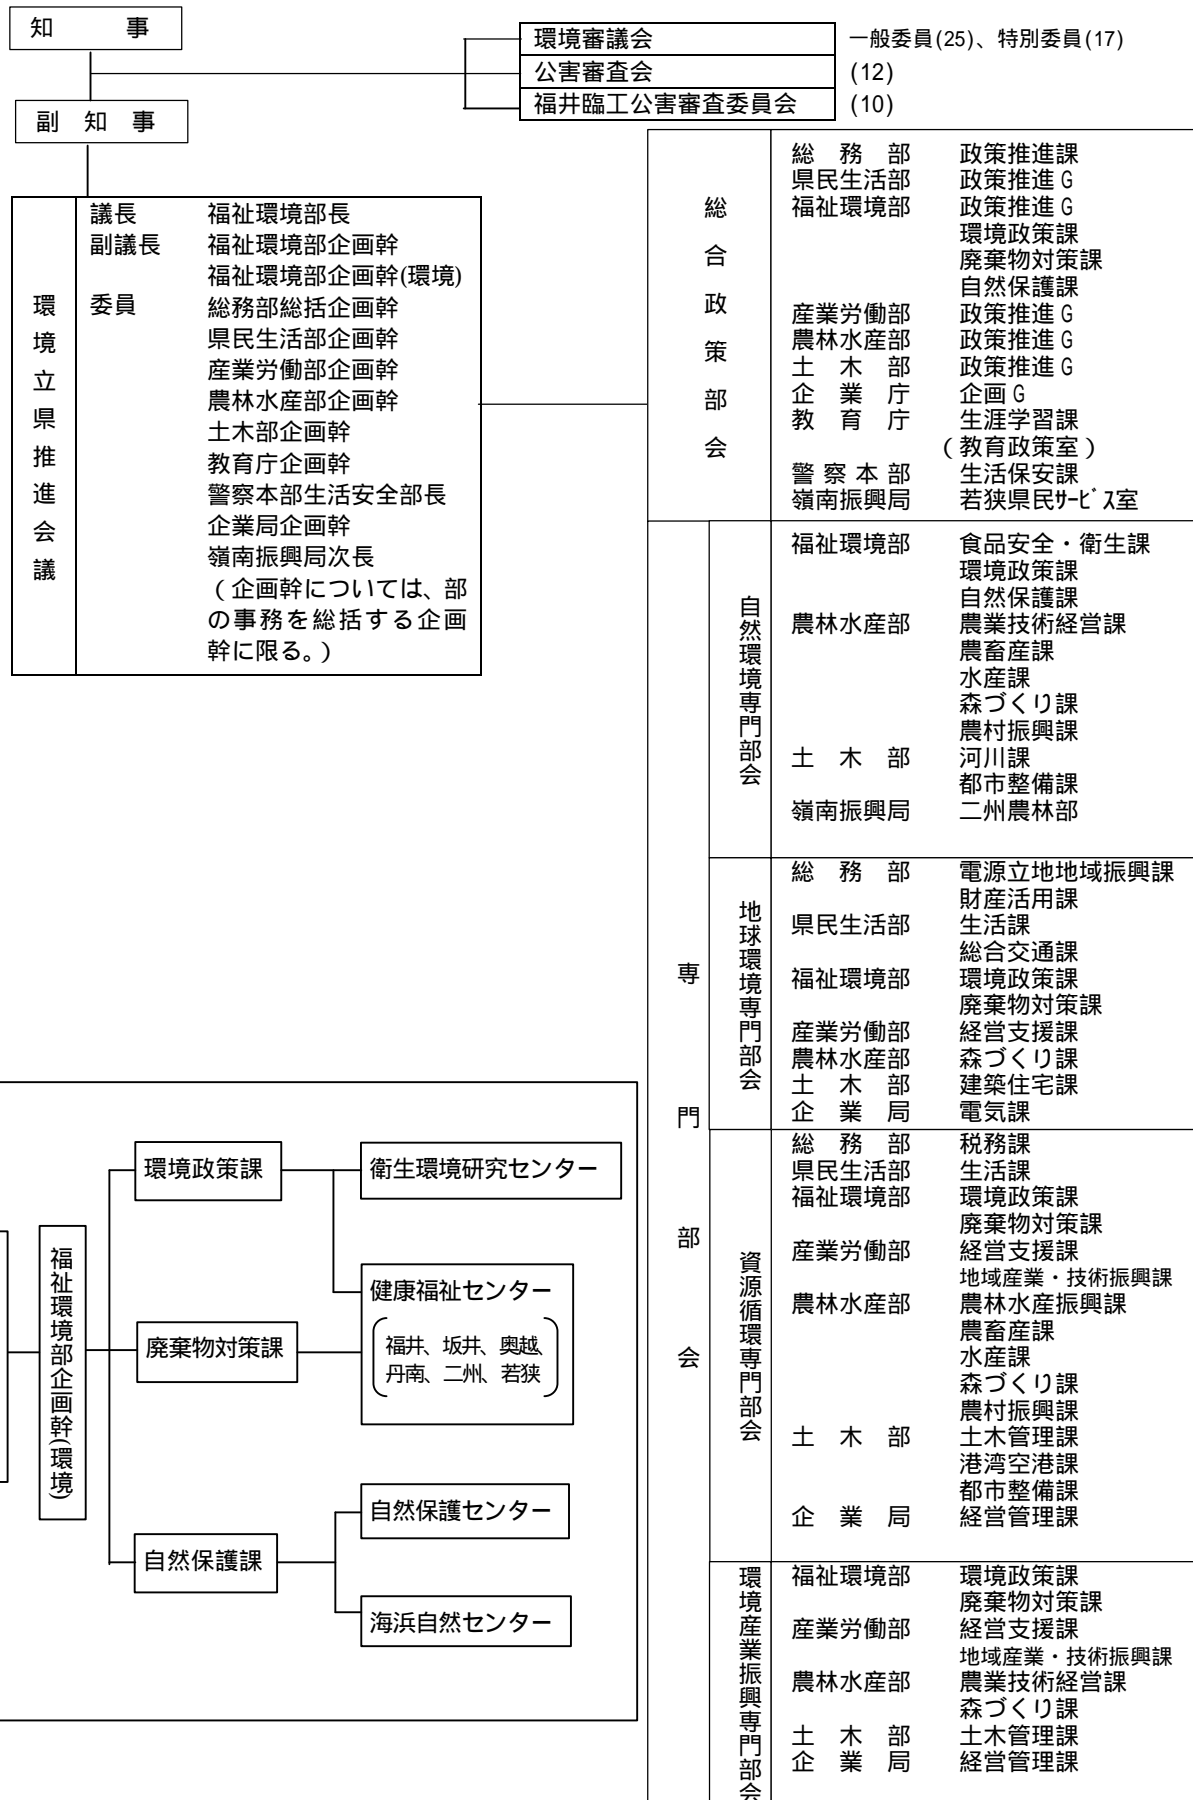 知　　事
環境審議会　一般委員(25)、特別委員(17)
公害審査会　(12)
福井臨工公害審査委員会　(10)
副　知　事
環境立県推進会議
議長　福祉環境部長
副議長　福祉環境部企画幹
福祉環境部企画幹(環境)
委員　総務部総括企画幹
県民生活部企画幹
産業労働部企画幹
農林水産部企画幹
土木部企画幹
教育庁企画幹
警察本部生活安全部長
企業局企画幹
嶺南振興局次長
（企画幹については、部
の事務を総括する企画
幹に限る。）
総合政策部会
総　務　部　政策推進課
県民生活部　政策推進G
福祉環境部　政策推進G
環境政策課
廃棄物対策課
自然保護課
産業労働部　政策推進G
農林水産部　政策推進G
土　木　部　政策推進G
企　業　庁　企画G
教　育　庁　生涯学習課
（教育政策室）
警察本部　生活保安課
嶺南振興局　若狭県民ｻｰﾋﾞｽ室
専門部会
自然環境専門部会
福祉環境部　食品安全・衛生課
環境政策課
自然保護課
農林水産部　農業技術経営課
農畜産課
水産課
森づくり課
農村振興課
土　木　部　河川課
都市整備課
嶺南振興局　二州農林部
地球環境専門部会
総　務　部　電源立地地域振興課
財産活用課
県民生活部　生活課
総合交通課
福祉環境部　環境政策課
廃棄物対策課
産業労働部　経営支援課
農林水産部　森づくり課
土　木　部　建築住宅課
企　業　局　電気課
資源循環専門部会
総　務　部　税務課
県民生活部　生活課
福祉環境部　環境政策課
廃棄物対策課
産業労働部　経営支援課
地域産業・技術振興課
農林水産部　農林水産振興課
農畜産課
水産課
森づくり課
農村振興課
土　木　部　土木管理課
港湾空港課
都市整備課
企　業　局　経営管理課
環境産業振興専門部会
福祉環境部　環境政策課
廃棄物対策課
産業労働部　経営支援課
地域産業・技術振興課
農林水産部　農業技術経営課
森づくり課
土　木　部　土木管理課
企　業　局　経営管理課
福祉環境部企画幹(環境)
環境政策課
衛生環境研究センター
健康福祉センター
福井、坂井、奥越、
丹南、二州、若狭
廃棄物対策課
自然保護課
自然保護センター
海浜自然センター